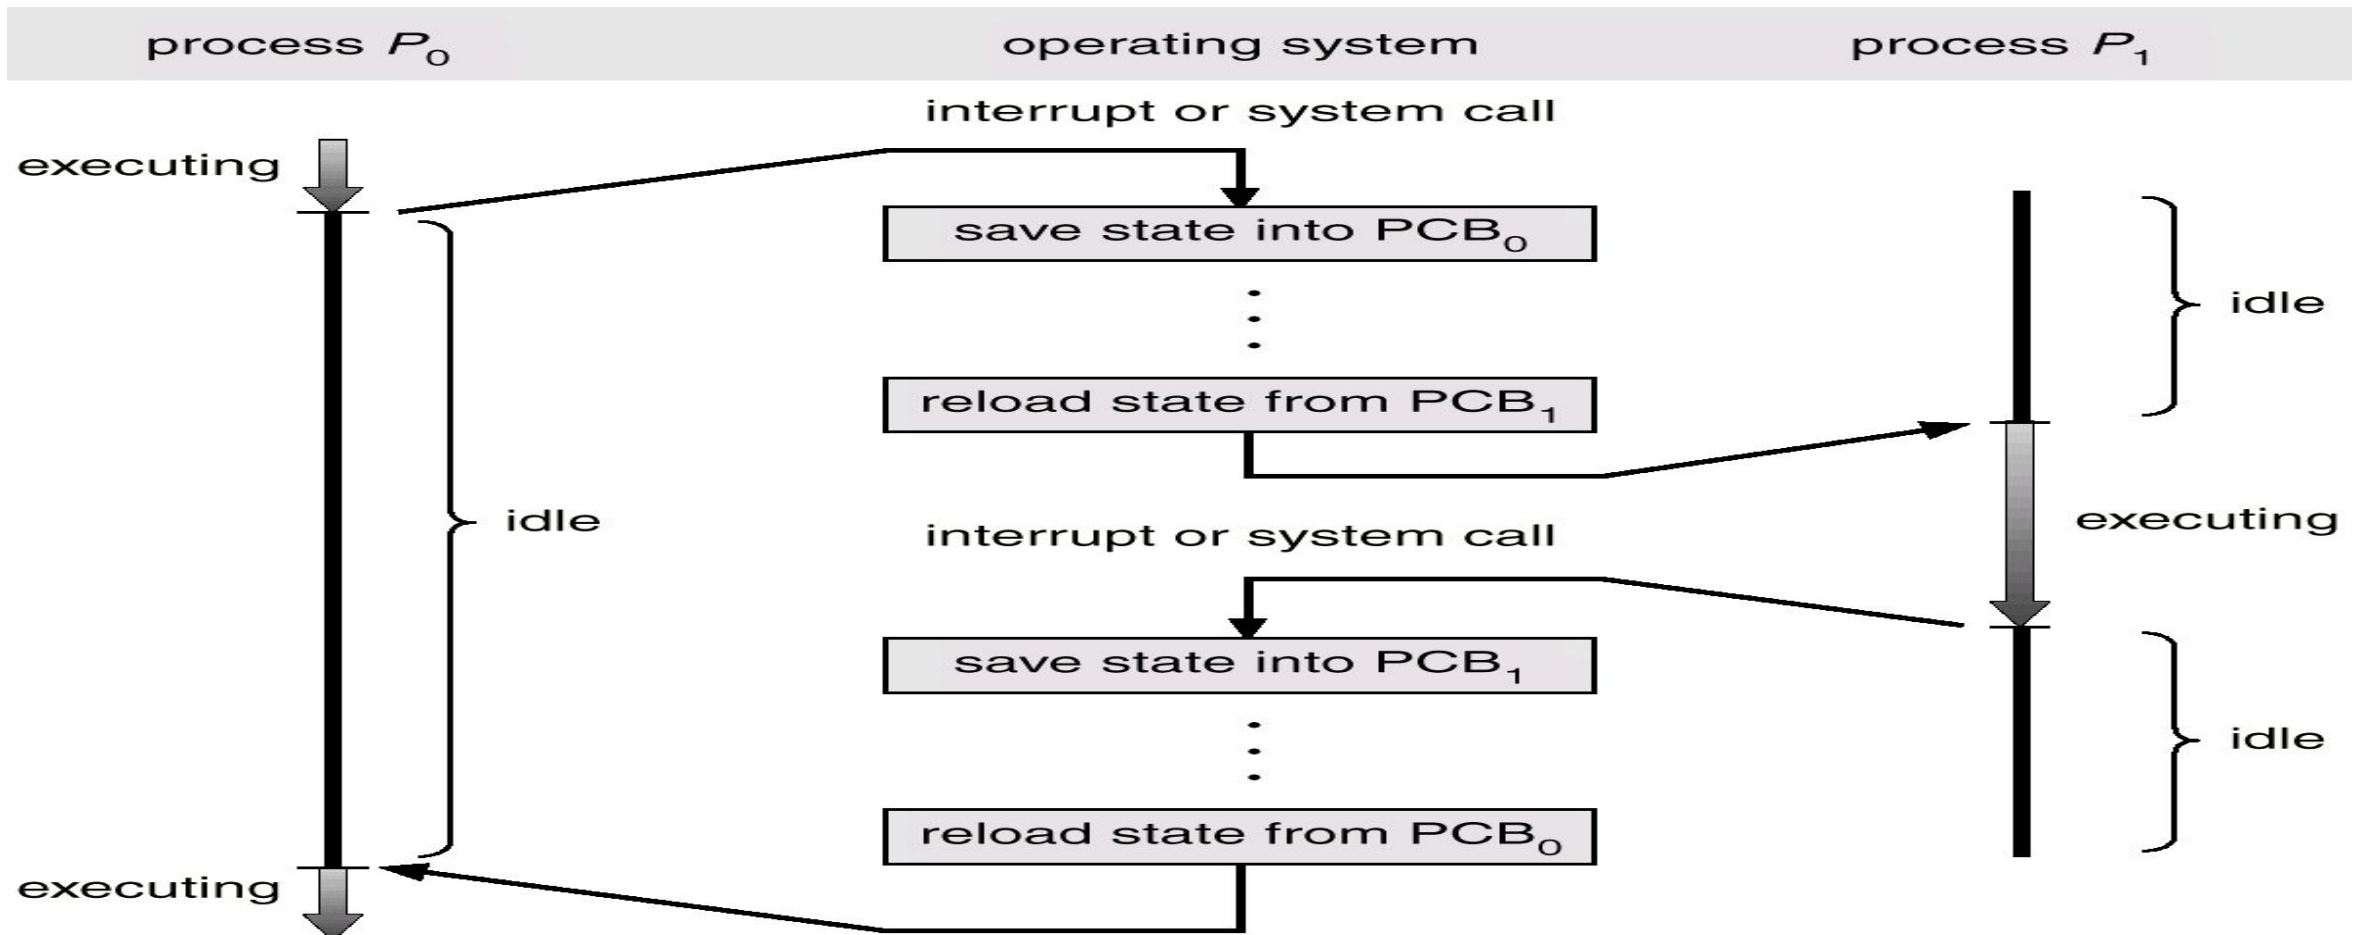 process P0
operating system
process P1
interrupt or system call
executing
save state into PCB0
idle
reload state from PCB1
idle
executing
interrupt or system call
save state into PCB1
idle
reload state from PCB0
executing